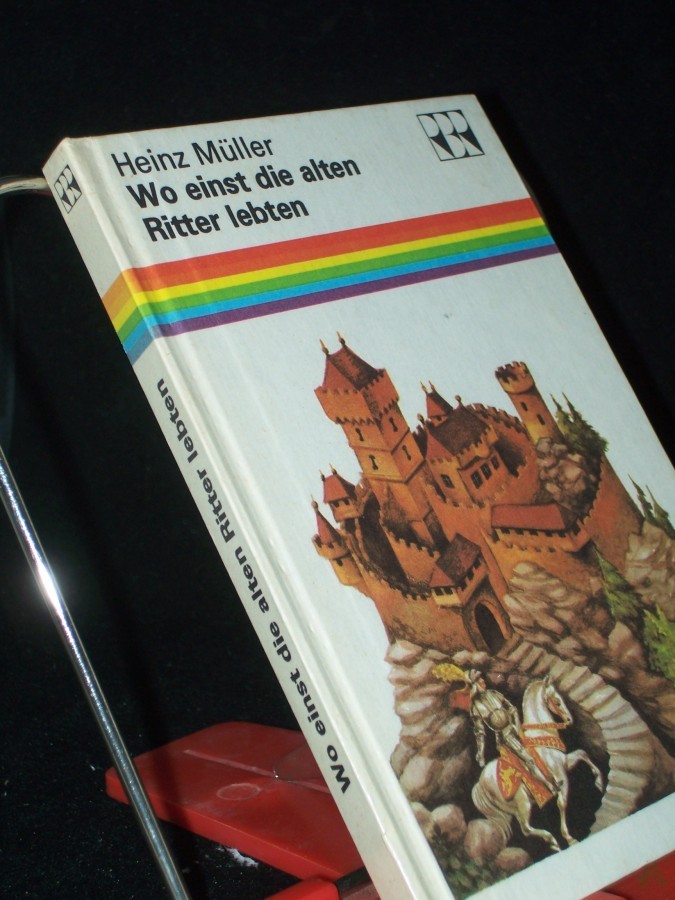 Heinz Müller
Wo einst die alten
Ritter lebten
Wo einst die alten Ritter lebten